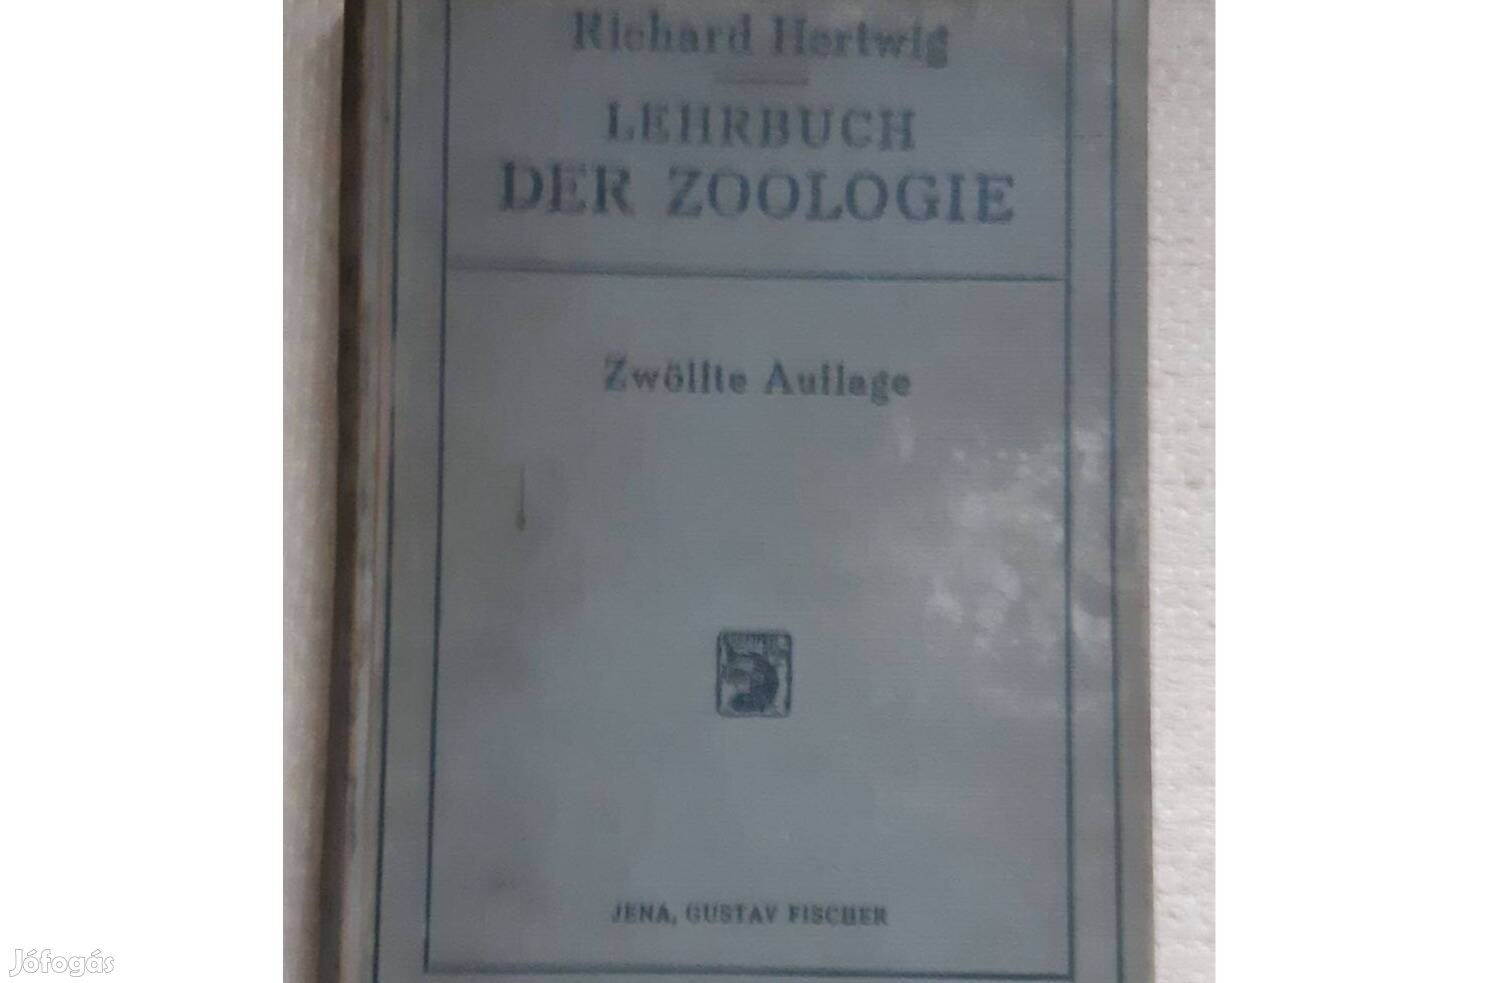 Richard Hertwig
LEHRBUCH
DER ZOOLOGIE
Zwölfte Auflage
JENA, GUSTAV FISCHER
Jófogás